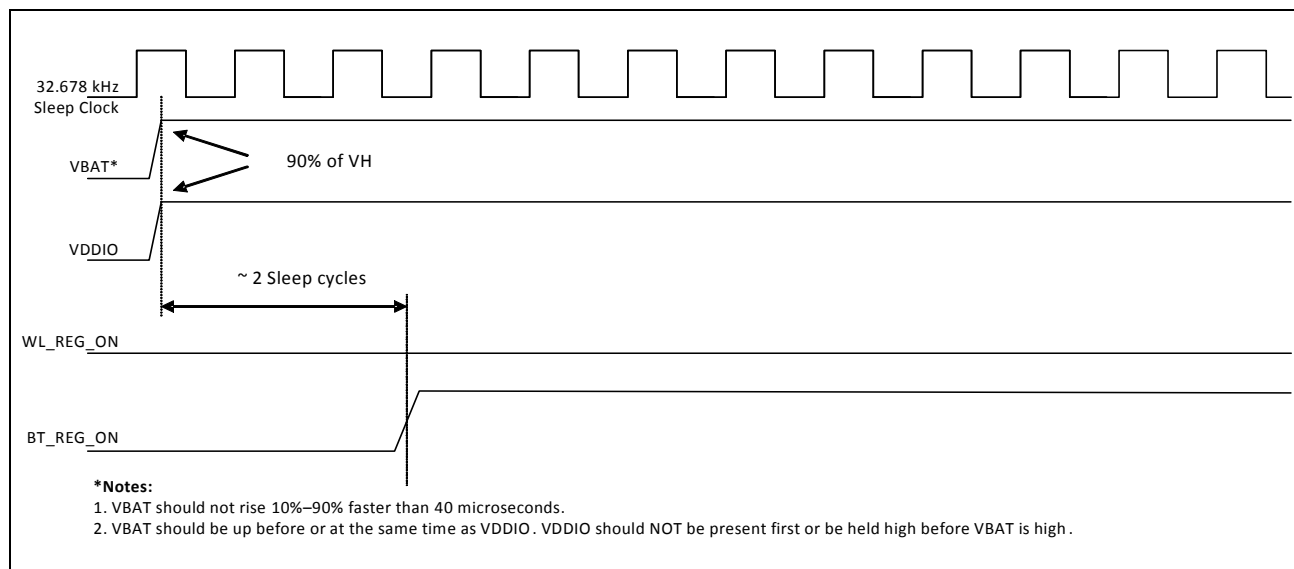 32.678 kHz
Sleep Clock
VBAT*
90% of VH
VDDIO
~ 2 Sleep cycles
WL_REG_ON
BT_REG_ON
*Notes:
1. VBAT should not rise 10%–90% faster than 40 microseconds.
2. VBAT should be up before or at the same time as VDDIO. VDDIO should NOT be present first or be held high before VBAT is high.